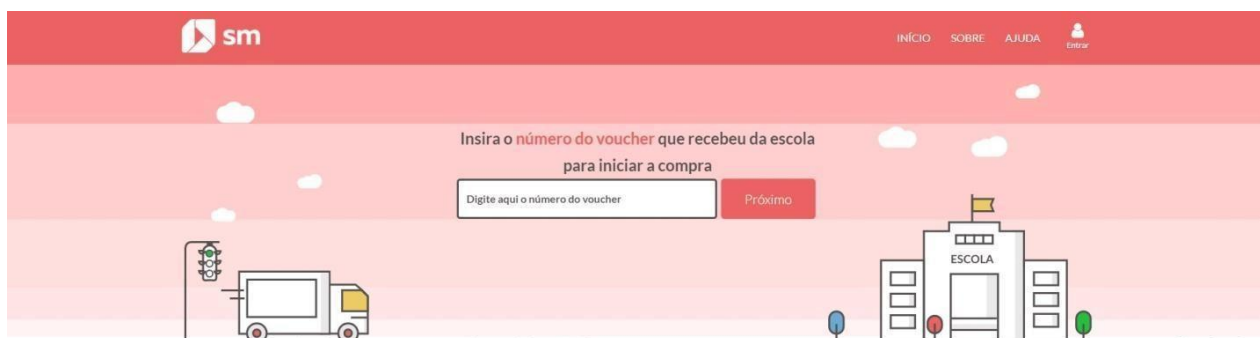 sm
INÍCIO SOBRE AJUDA
Entrar
Insira o número do voucher que recebeu da escola
para iniciar a compra
Digite aqui o número do voucher Próximo
ESCOLA